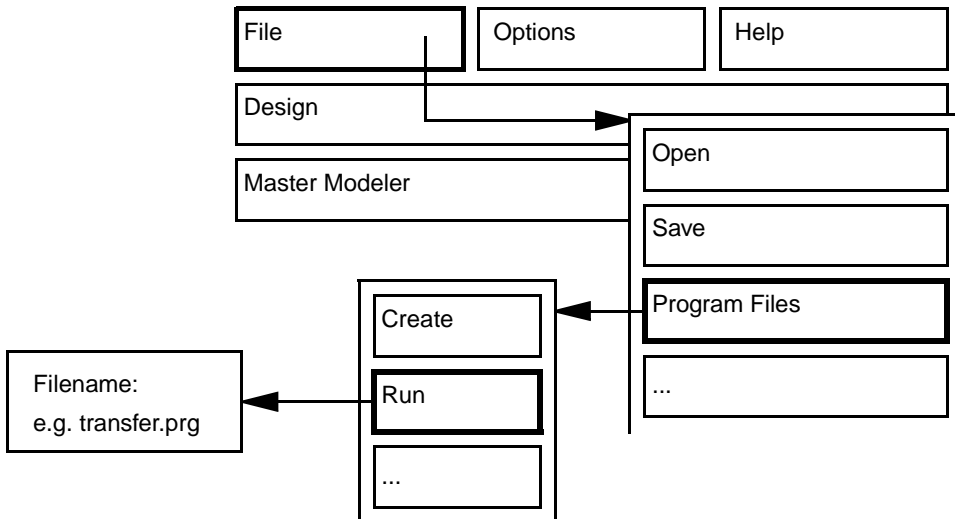 File
Options
Help
Design
Master Modeler
Open
Save
Program Files
...
Create
Run
...
Filename:
e.g. transfer.prg